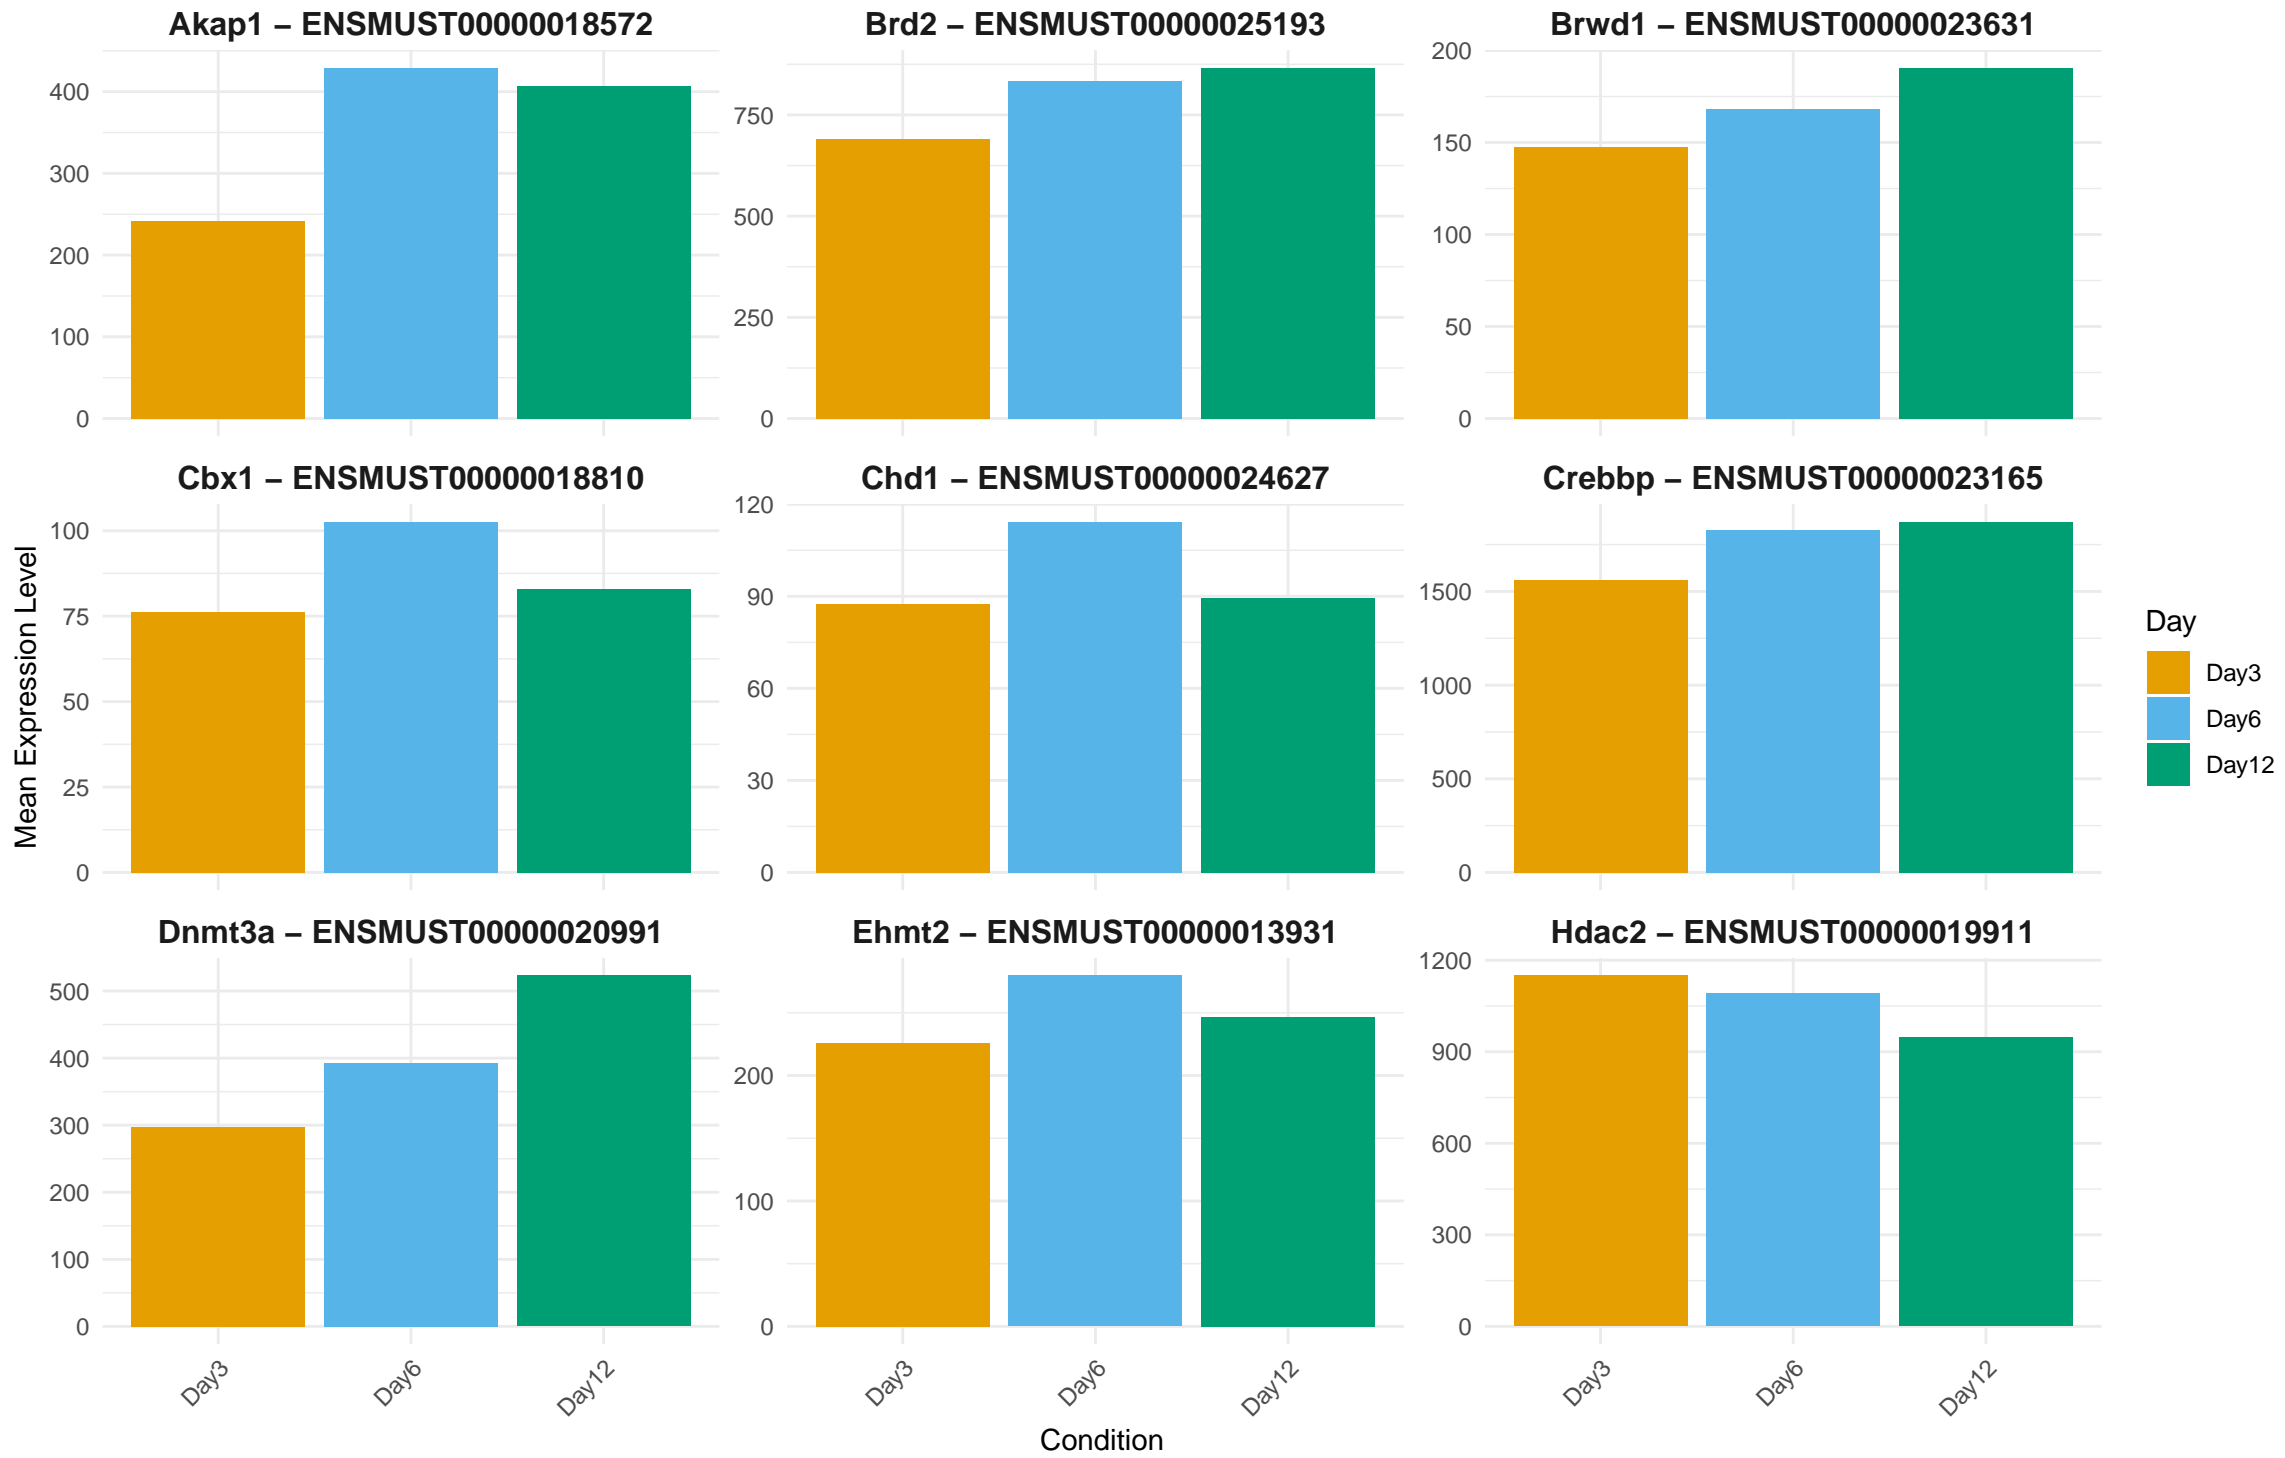 Akap1 – ENSMUST00000018572
Brd2 – ENSMUST00000025193
Brwd1 – ENSMUST00000023631
400
300
200
100
0
750
500
250
0
200
150
100
50
0
Cbx1 – ENSMUST00000018810
Chd1 – ENSMUST00000024627
Crebbp – ENSMUST00000023165
100
75
50
25
0
120
90
60
30
0
1500
1000
500
0
Dnmt3a – ENSMUST00000020991
Ehmt2 – ENSMUST00000013931
Hdac2 – ENSMUST00000019911
500
400
300
200
100
0
200
100
0
1200
900
600
300
0
Day3
Day6
Day12
Day3
Day6
Day12
Day3
Day6
Day12
Condition
Mean Expression Level
Day
Day3
Day6
Day12